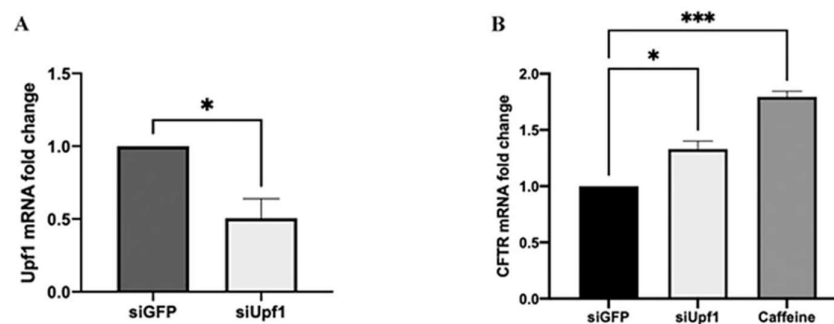 A
Upf1 mRNA fold change
1.5
1.0
0.5
0.0
*
siGFP siUpf1
B
CFTR mRNA fold change
2.0
1.5
1.0
0.5
0.0
***
*
siGFP siUpf1 Caffeine